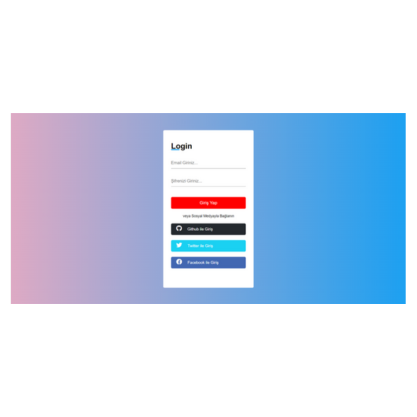 Login
Email Giriniz...
Şifrenizi Giriniz...
Giriş Yap
veya Sosyal Medyayla Bağlanın
Github ile Giriş
Twitter ile Giriş
Facebook ile Giriş